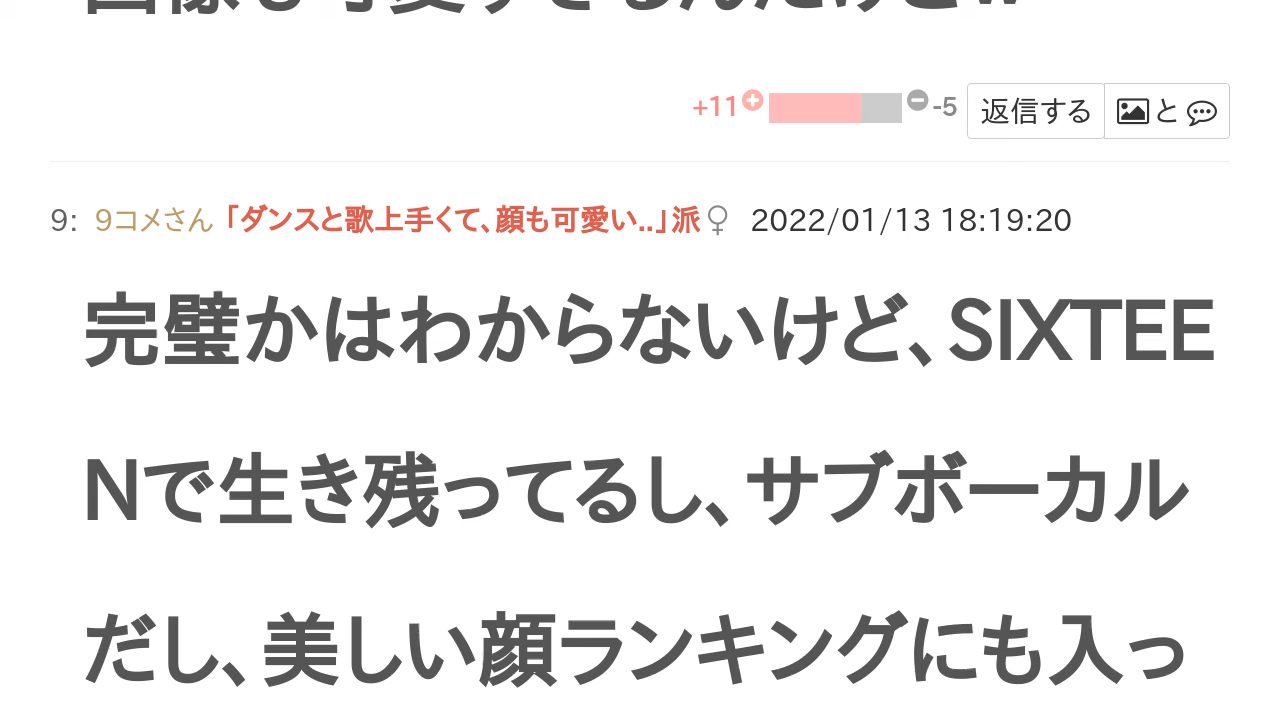 +11 -5 返信する と
9: 9コメさん 「ダンスと歌上手くて、顔も可愛い..」派 2022/01/13 18:19:20
完璧かはわからないけど、SIXTEE
Nで生き残ってるし、サブボーカル
だし、美しい顔ランキングにも入っ